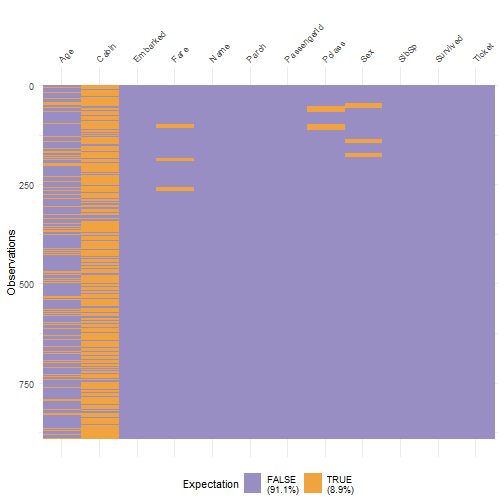 Age
Cabin
Embarked
Fare
Name
Parch
PassengerId
Pclass
Sex
SibSp
Survived
Ticket
0
250
500
750
Observations
Expectation
FALSE
(91.1%)
TRUE
(8.9%)